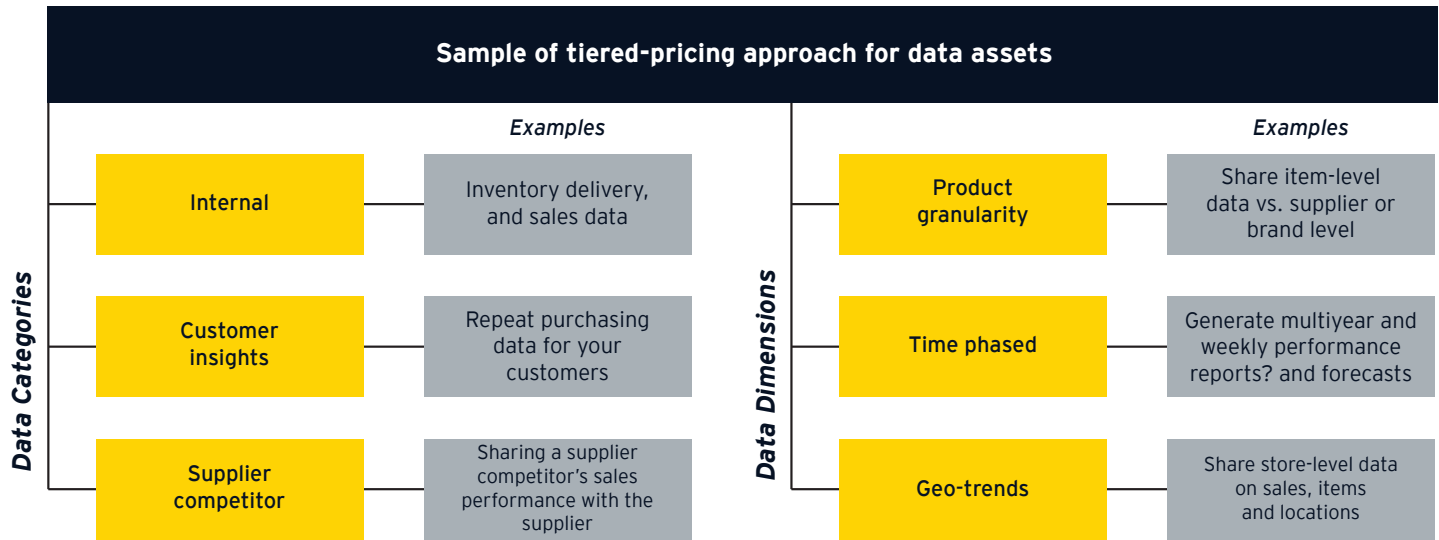 Sample of tiered-pricing approach for data assets
Data Categories
Examples
Internal
Inventory delivery,
and sales data
Customer
insights
Repeat purchasing
data for your
customers
Supplier
competitor
Sharing a supplier
competitor’s sales
performance with the
supplier
Data Dimensions
Examples
Product
granularity
Share item-level
data vs. supplier or
brand level
Time phased
Generate multiyear and
weekly performance
reports? and forecasts
Geo-trends
Share store-level data
on sales, items
and locations